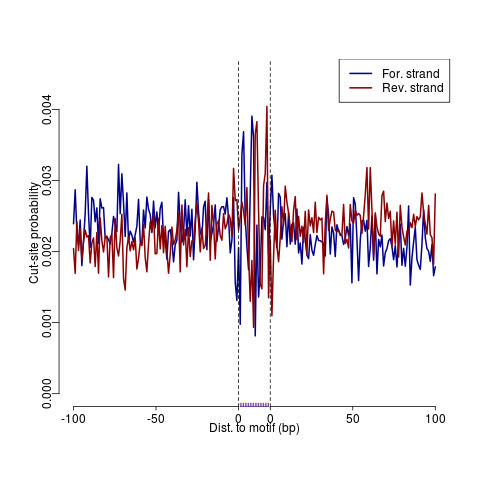 For. strand
Rev. strand
Cut-site probability
0.004
0.003
0.002
0.001
0.000
-100 -50 0 0 50 100
Dist. to motif (bp)